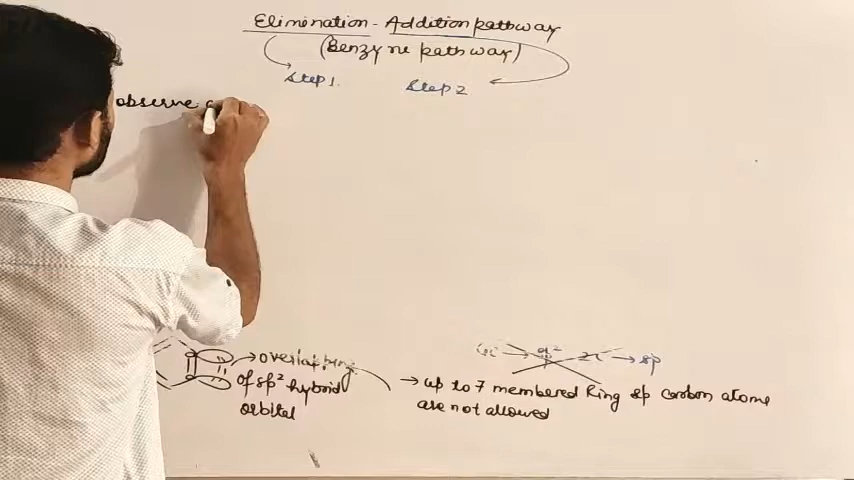 Elimination - Addition pathway
(Benzyne pathway)
Step 1.
Step 2
observe
→ overlapping
of sp² hybrid
orbital
→ sp
→ up to 7 membered Ring sp carbon atoms
are not allowed